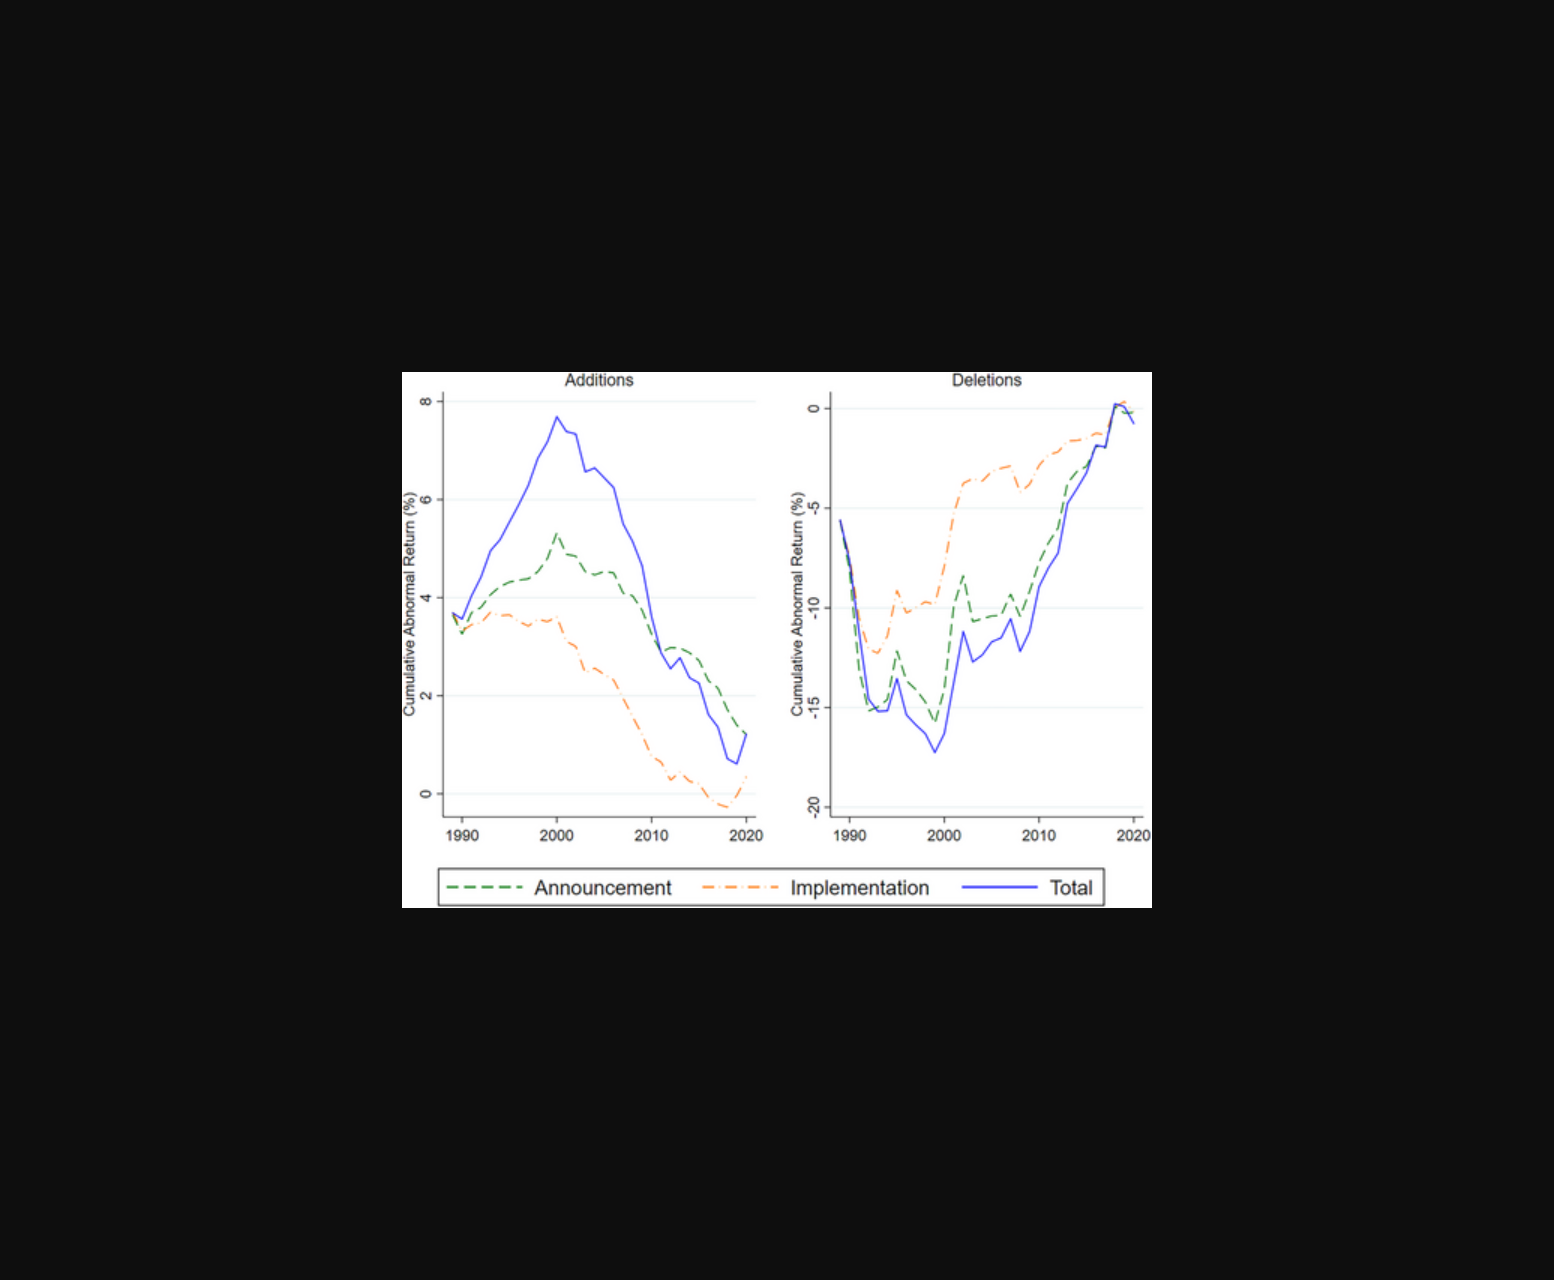 Additions
Cumulative Abnormal Return (%)
8
6
4
2
0
1990 2000 2010 2020
Deletions
Cumulative Abnormal Return (%)
0
-5
-10
-15
-20
1990 2000 2010 2020
Announcement Implementation Total